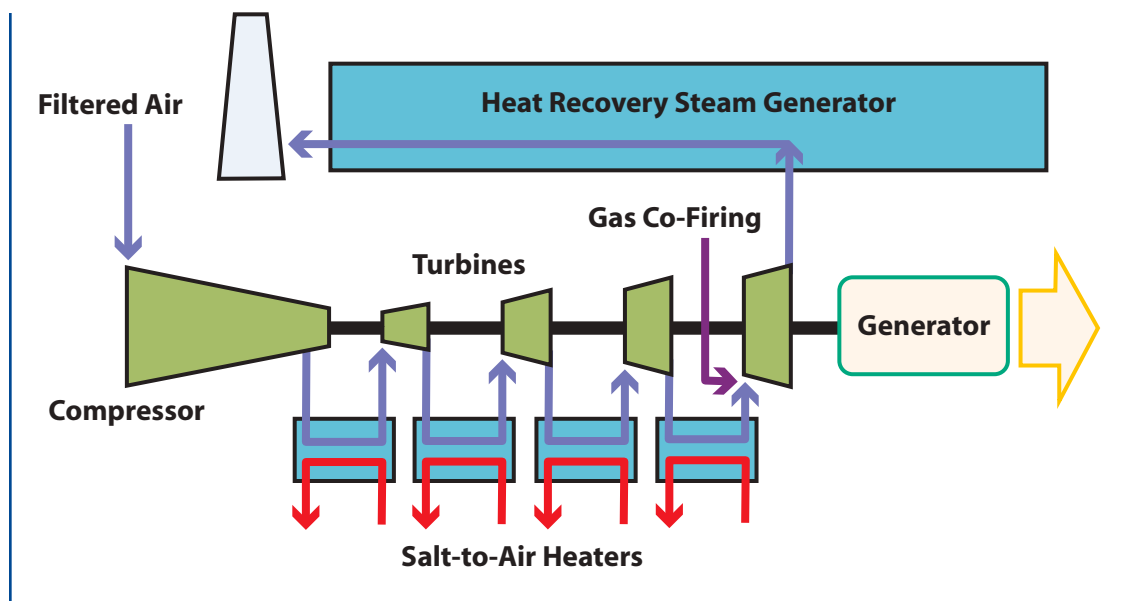 Filtered Air
Heat Recovery Steam Generator
Gas Co-Firing
Turbines
Generator
Compressor
Salt-to-Air Heaters